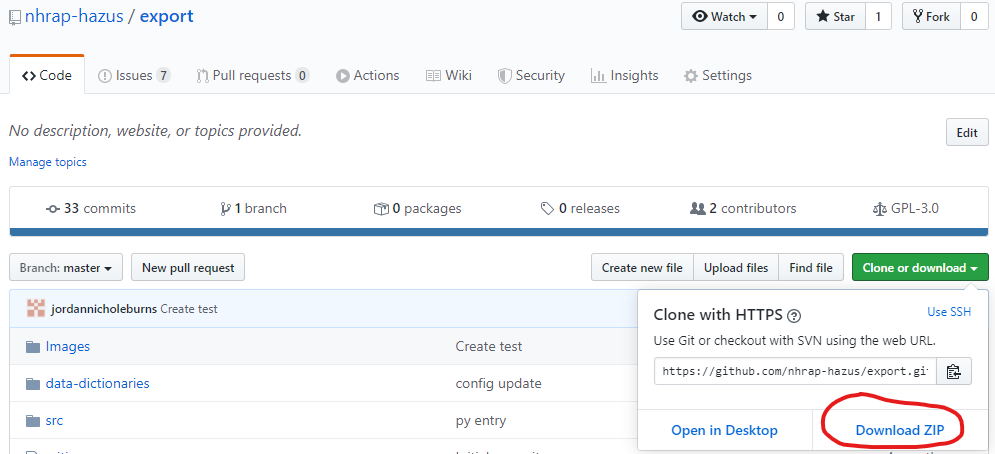 nhrap-hazus / export
Watch 0 Star 1 Fork 0
Code Issues 7 Pull requests 0 Actions Wiki Security Insights Settings
No description, website, or topics provided.
Edit
Manage topics
33 commits 1 branch 0 packages 0 releases 2 contributors GPL-3.0
Branch: master New pull request Create new file Upload files Find file Clone or download
jordannicholeburns Create test
Images Create test
data-dictionaries config update
src py entry
Clone with HTTPS ?
Use SSH
Use Git or checkout with SVN using the web URL.
https://github.com/nhrap-hazus/export.gi
Open in Desktop Download ZIP